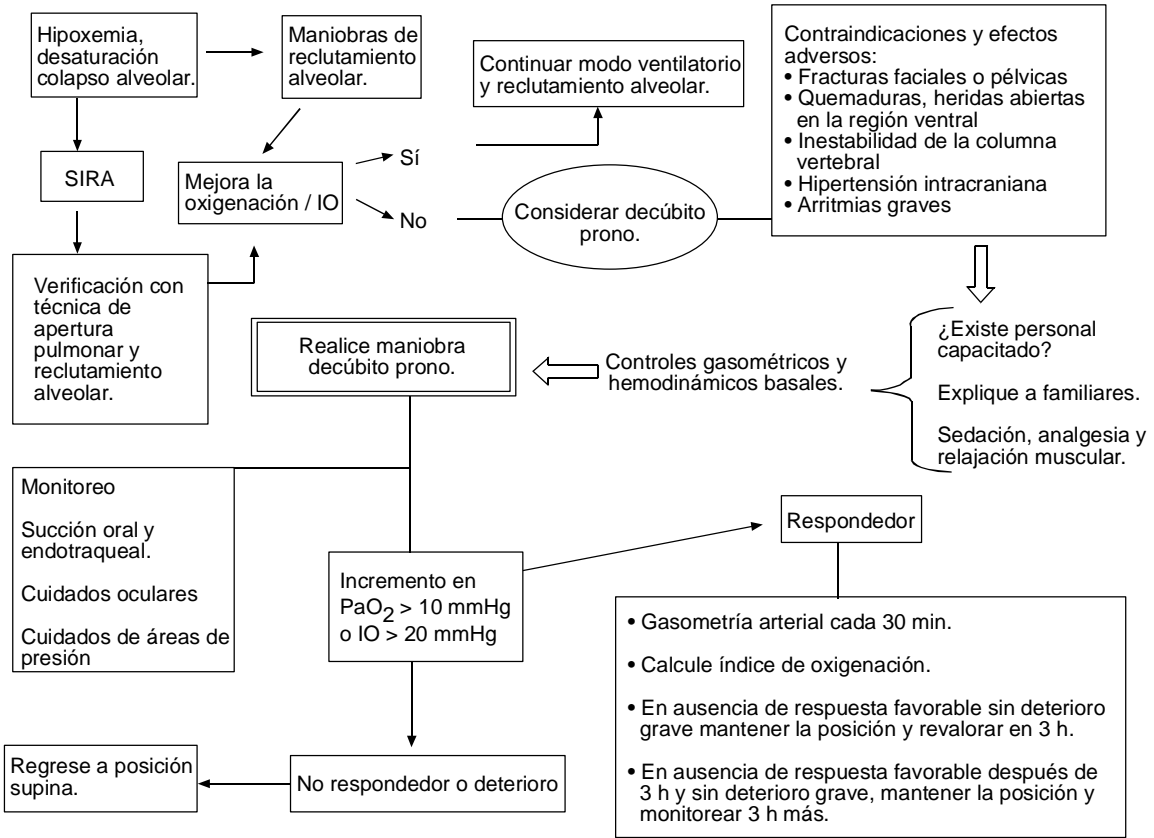 Hipoxemia,
desaturación
colapso alveolar.
Maniobras de
reclutamiento
alveolar.
Continuar modo ventilatorio
y reclutamiento alveolar.
Contraindicaciones y efectos
adversos:
• Fracturas faciales o pélvicas
• Quemaduras, heridas abiertas
en la región ventral
• Inestabilidad de la columna
vertebral
• Hipertensión intracraniana
• Arritmias graves
SIRA
Mejora la
oxigenación / IO
Sí
No
Considerar decúbito
prono.
Verificación con
técnica de
apertura
pulmonar y
reclutamiento
alveolar.
Realice maniobra
decúbito prono.
Controles gasométricos y
hemodinámicos basales.
¿Existe personal
capacitado?
Explique a familiares.
Sedación, analgesia y
relajación muscular.
Monitoreo
Succión oral y
endotraqueal.
Cuidados oculares
Cuidados de áreas de
presión
Incremento en
PaO2 > 10 mmHg
o IO > 20 mmHg
Respondedor
• Gasometría arterial cada 30 min.
• Calcule índice de oxigenación.
• En ausencia de respuesta favorable sin deterioro
grave mantener la posición y revalorar en 3 h.
• En ausencia de respuesta favorable después de
3 h y sin deterioro grave, mantener la posición y
monitorear 3 h más.
Regrese a posición
supina.
No respondedor o deterioro